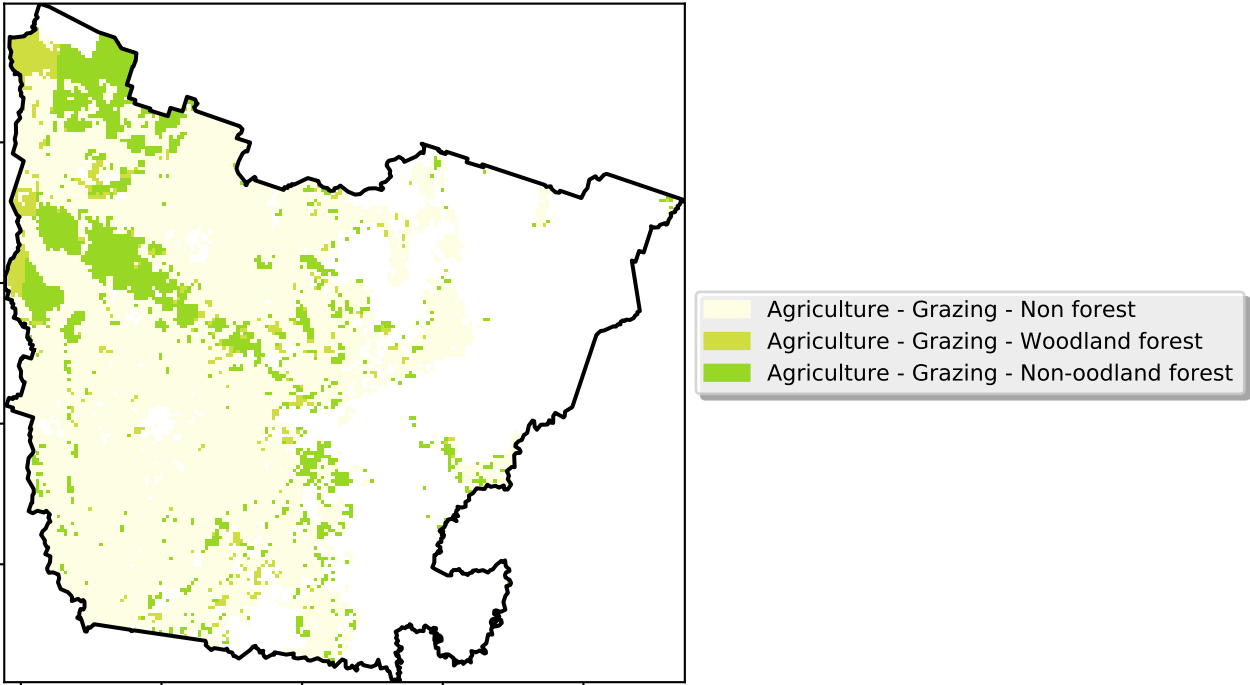 Agriculture - Grazing - Non forest
Agriculture - Grazing - Woodland forest
Agriculture - Grazing - Non-oodland forest